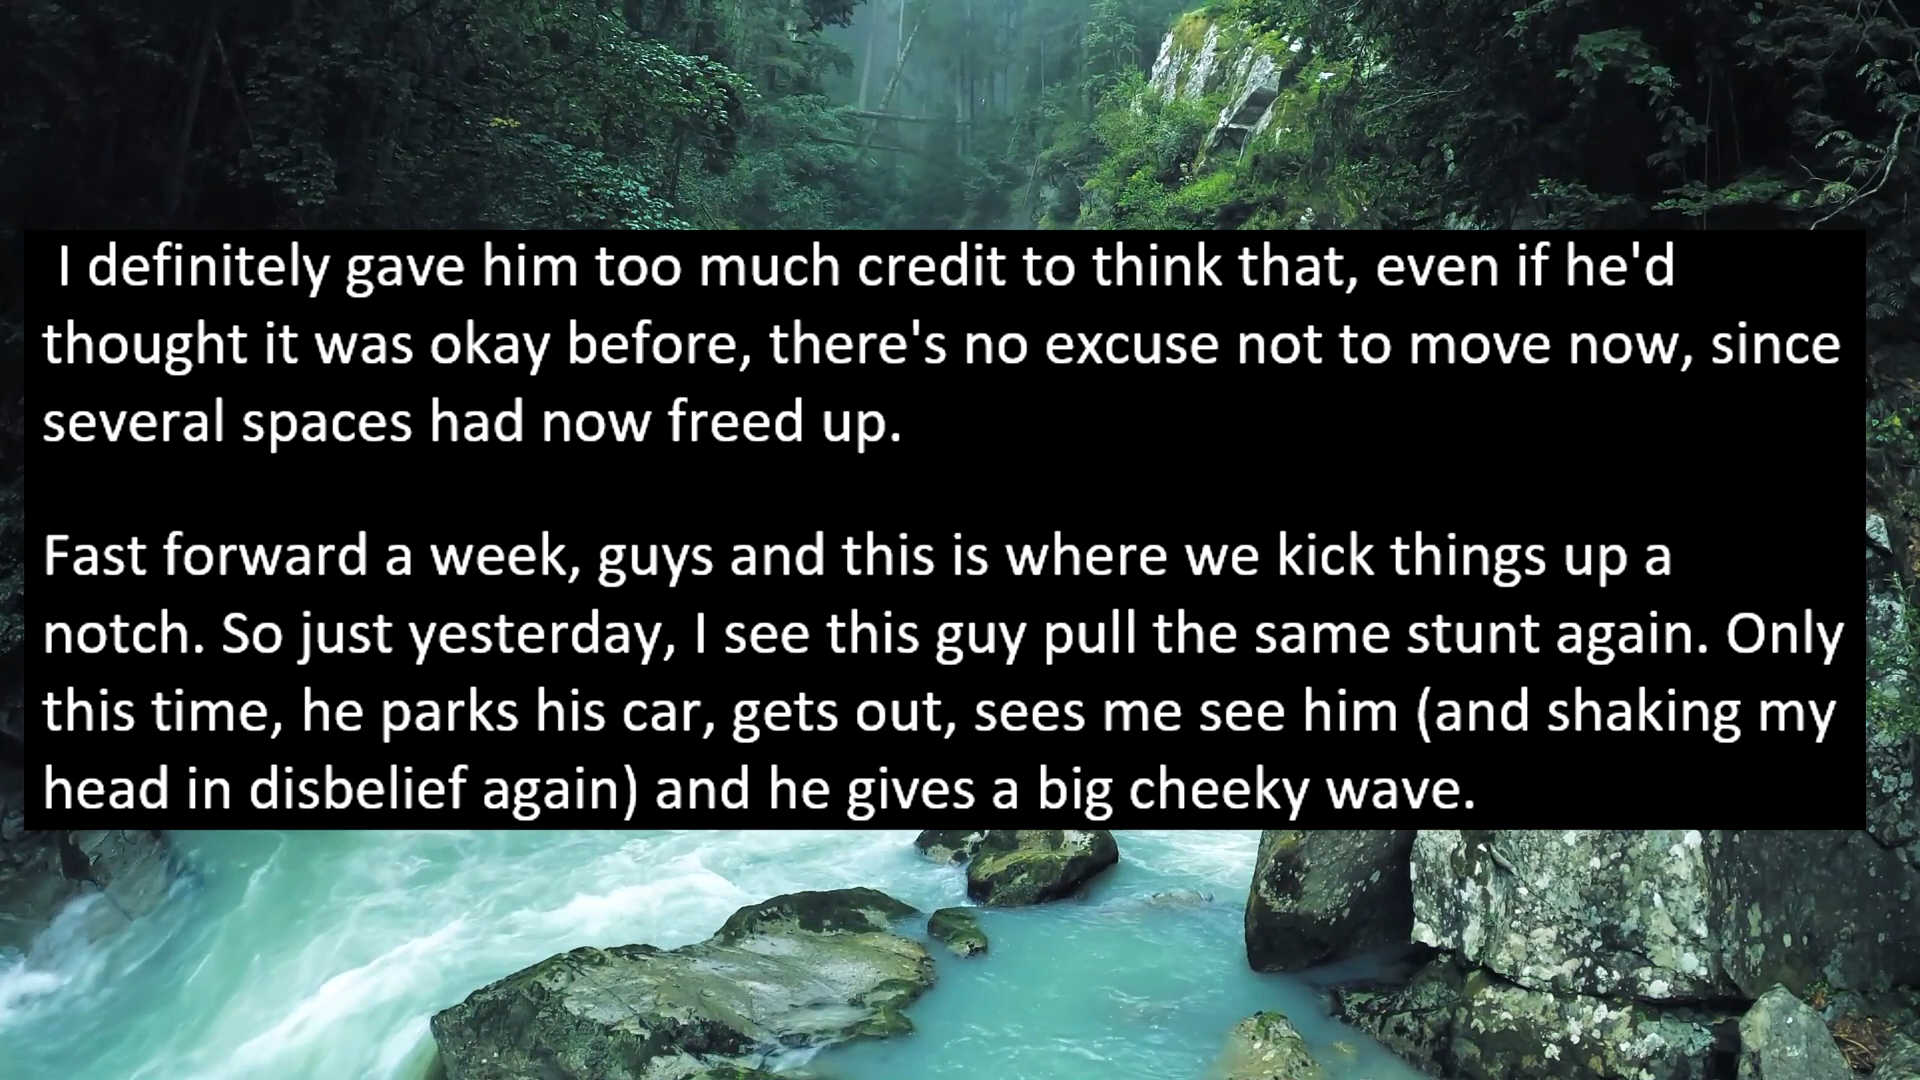 I definitely gave him too much credit to think that, even if he'd
thought it was okay before, there's no excuse not to move now, since
several spaces had now freed up.
Fast forward a week, guys and this is where we kick things up a
notch. So just yesterday, I see this guy pull the same stunt again. Only
this time, he parks his car, gets out, sees me see him (and shaking my
head in disbelief again) and he gives a big cheeky wave.